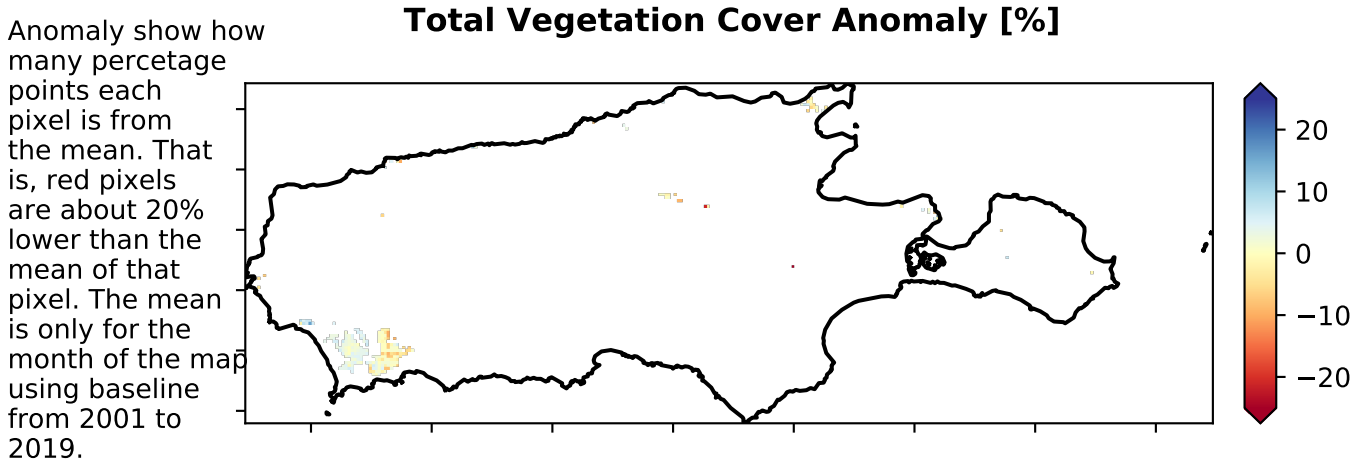 Total Vegetation Cover Anomaly [%]
Anomaly show how
many percetage
points each
pixel is from
the mean. That
is, red pixels
are about 20%
lower than the
mean of that
pixel. The mean
is only for the
month of the map
using baseline
from 2001 to
2019.
20
10
0
−10
−20